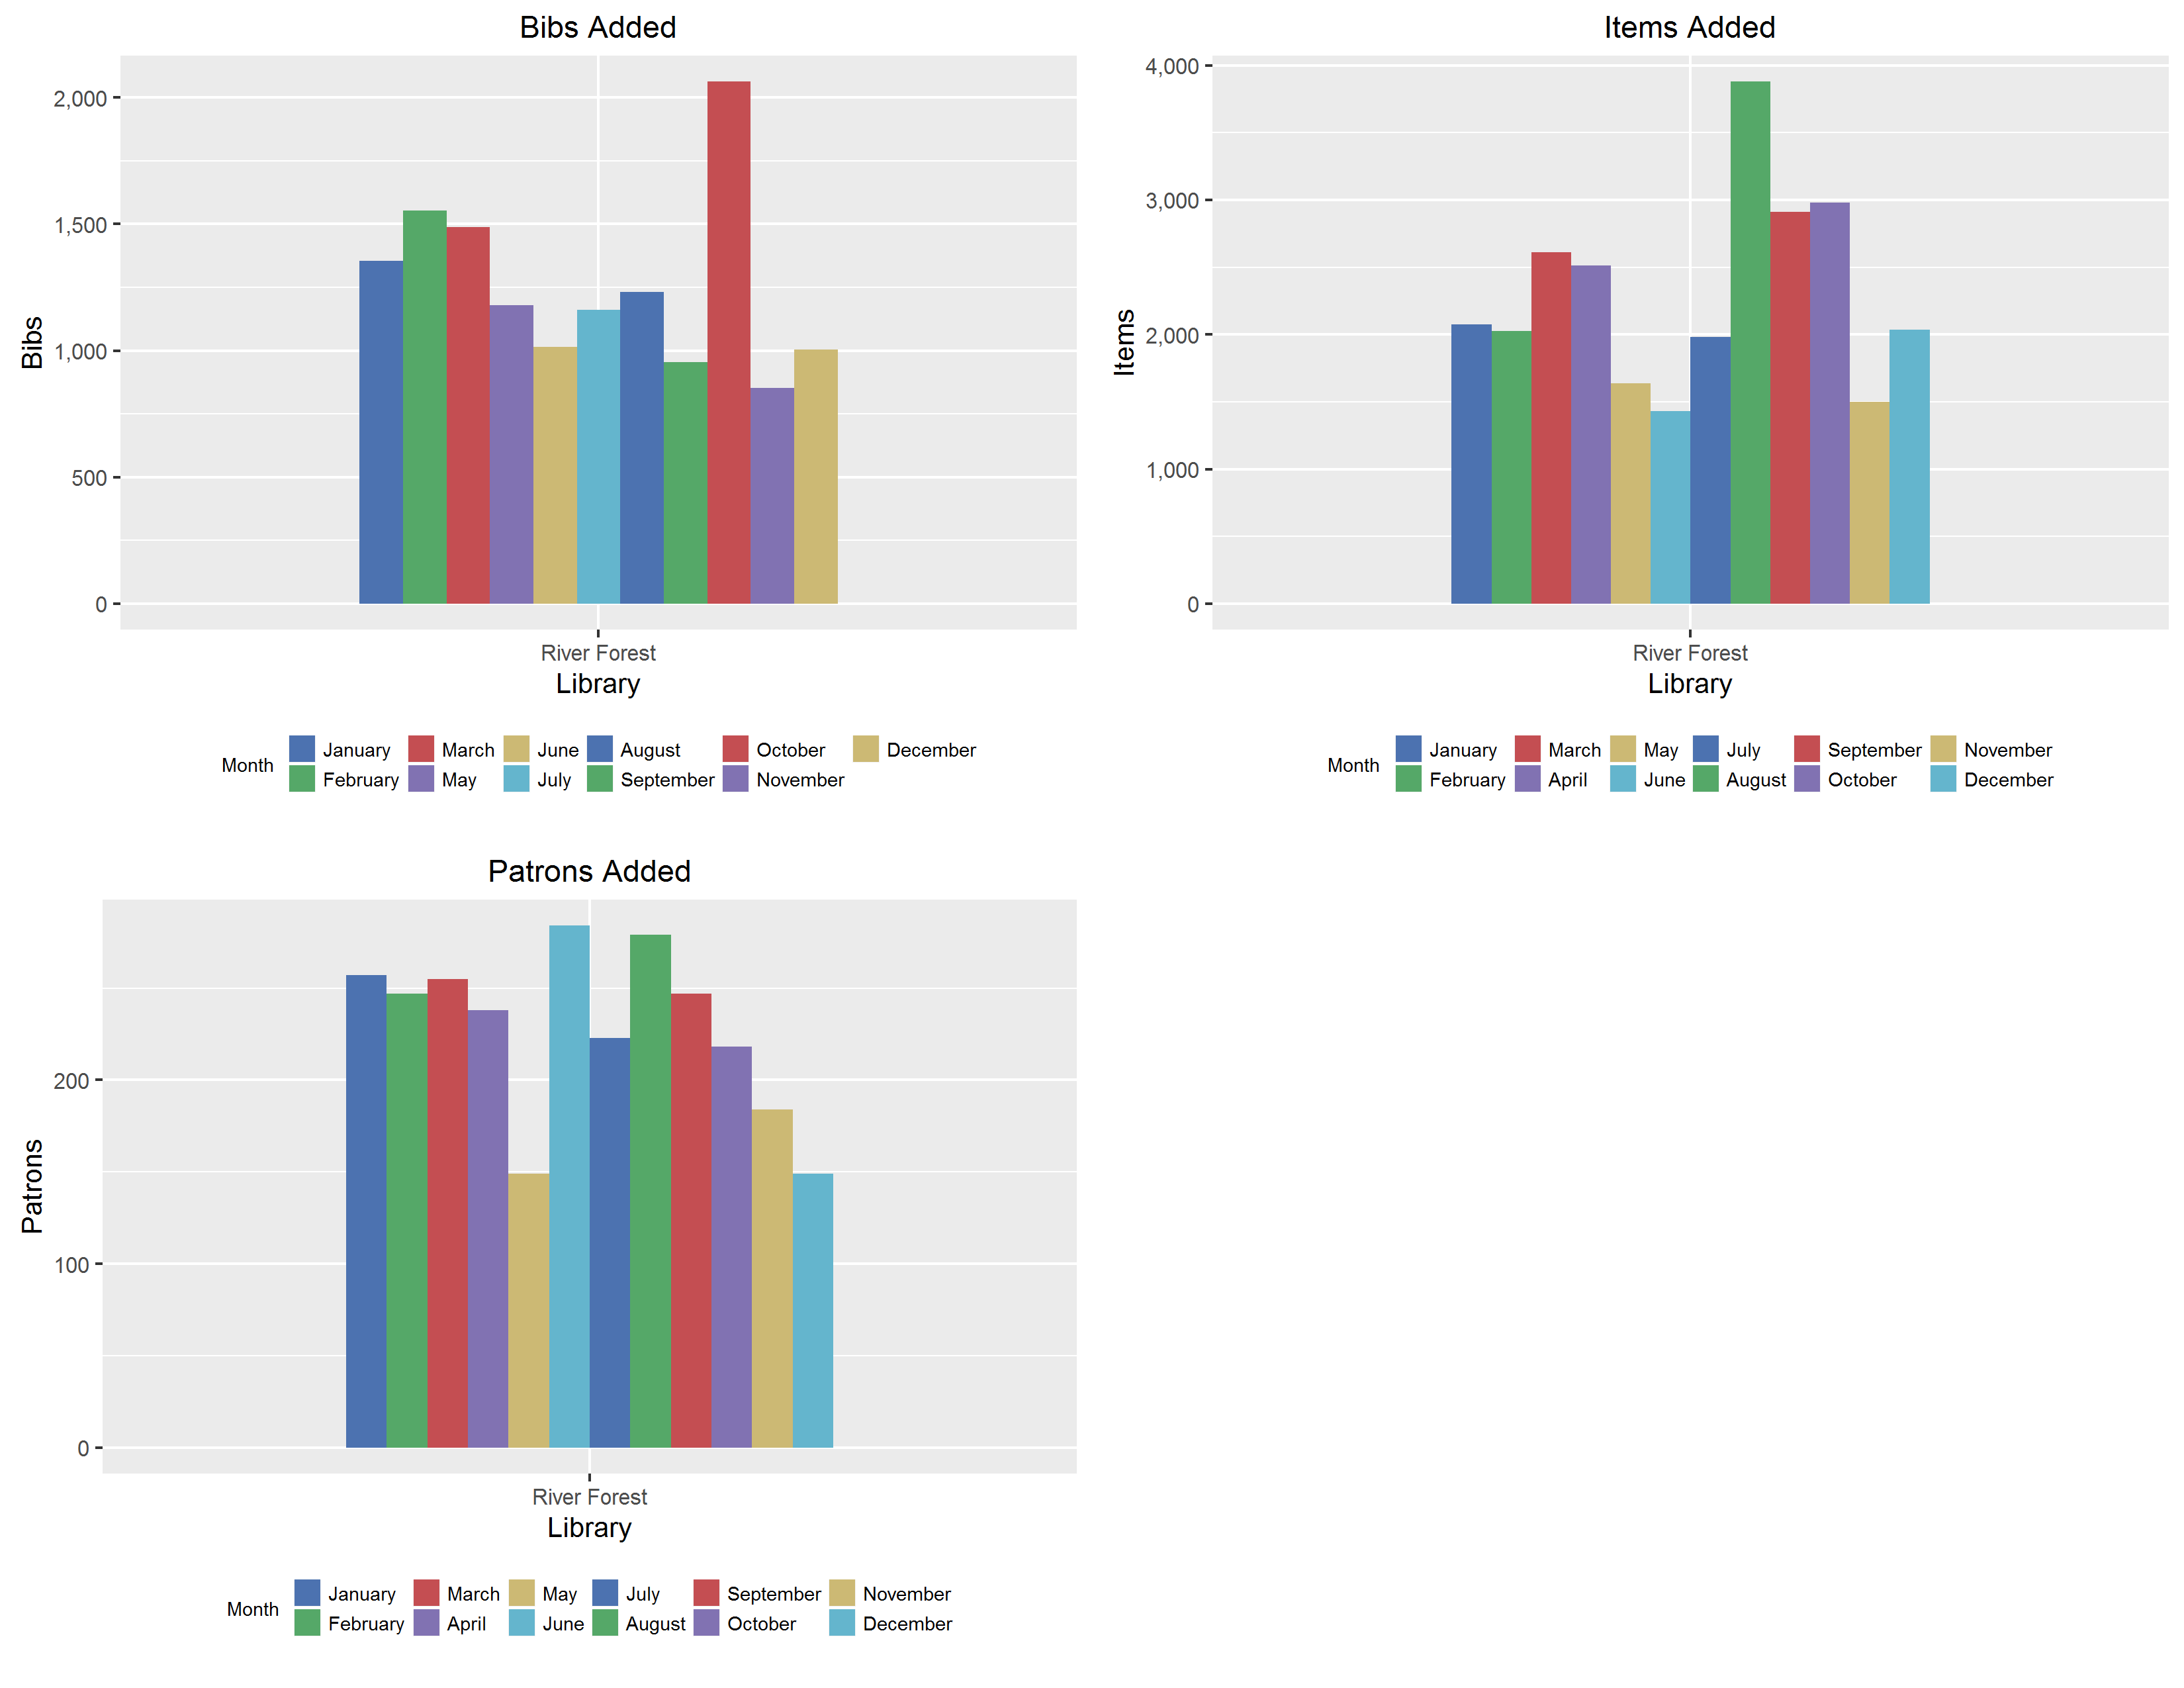 Bibs Added
2,000
1,500
1,000
500
0
Bibs
River Forest
Library
Month
January March June August October December
February May July September November
Items Added
4,000
3,000
2,000
1,000
0
Items
River Forest
Library
Month
January March May July September November
February April June August October December
Patrons Added
200
100
0
Patrons
River Forest
Library
Month
January March May July September November
February April June August October December